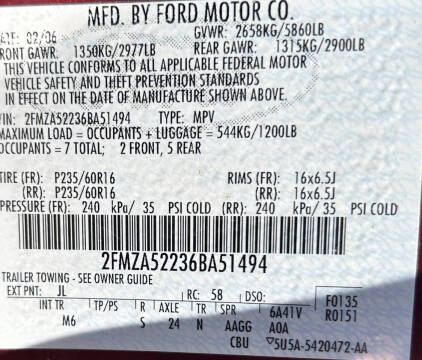 MFD. BY FORD MOTOR CO.
DATE: 02/06 GVWR: 2658KG/5860LB
FRONT GAWR: 1350KG/2977LB REAR GAWR: 1315KG/2900LB
THIS VEHICLE CONFORMS TO ALL APPLICABLE FEDERAL MOTOR
VEHICLE SAFETY AND THEFT PREVENTION STANDARDS
IN EFFECT ON THE DATE OF MANUFACTURE SHOWN ABOVE.
VIN: 2FMZA52236BA51494 TYPE: MPV
MAXIMUM LOAD = OCCUPANTS + LUGGAGE = 544KG/1200LB
OCCUPANTS = 7 TOTAL: 2 FRONT, 5 REAR
TIRE (FR): P235/60R16 RIMS (FR): 16x6.5J
(RR): P235/60R16 (RR): 16x6.5J
PRESSURE (FR): 240 kPa/ 35 PSI COLD (RR): 240 kPa/ 35 PSI COLD
2FMZA52236BA51494
TRAILER TOWING - SEE OWNER GUIDE
EXT PNT: JL RC: 58 DSO: F0135
INT TR TP/PS R AXLE TR SPR 6A41V R0151
M6 S 24 N AAGG A0A
CBU 5U5A-5420472-AA